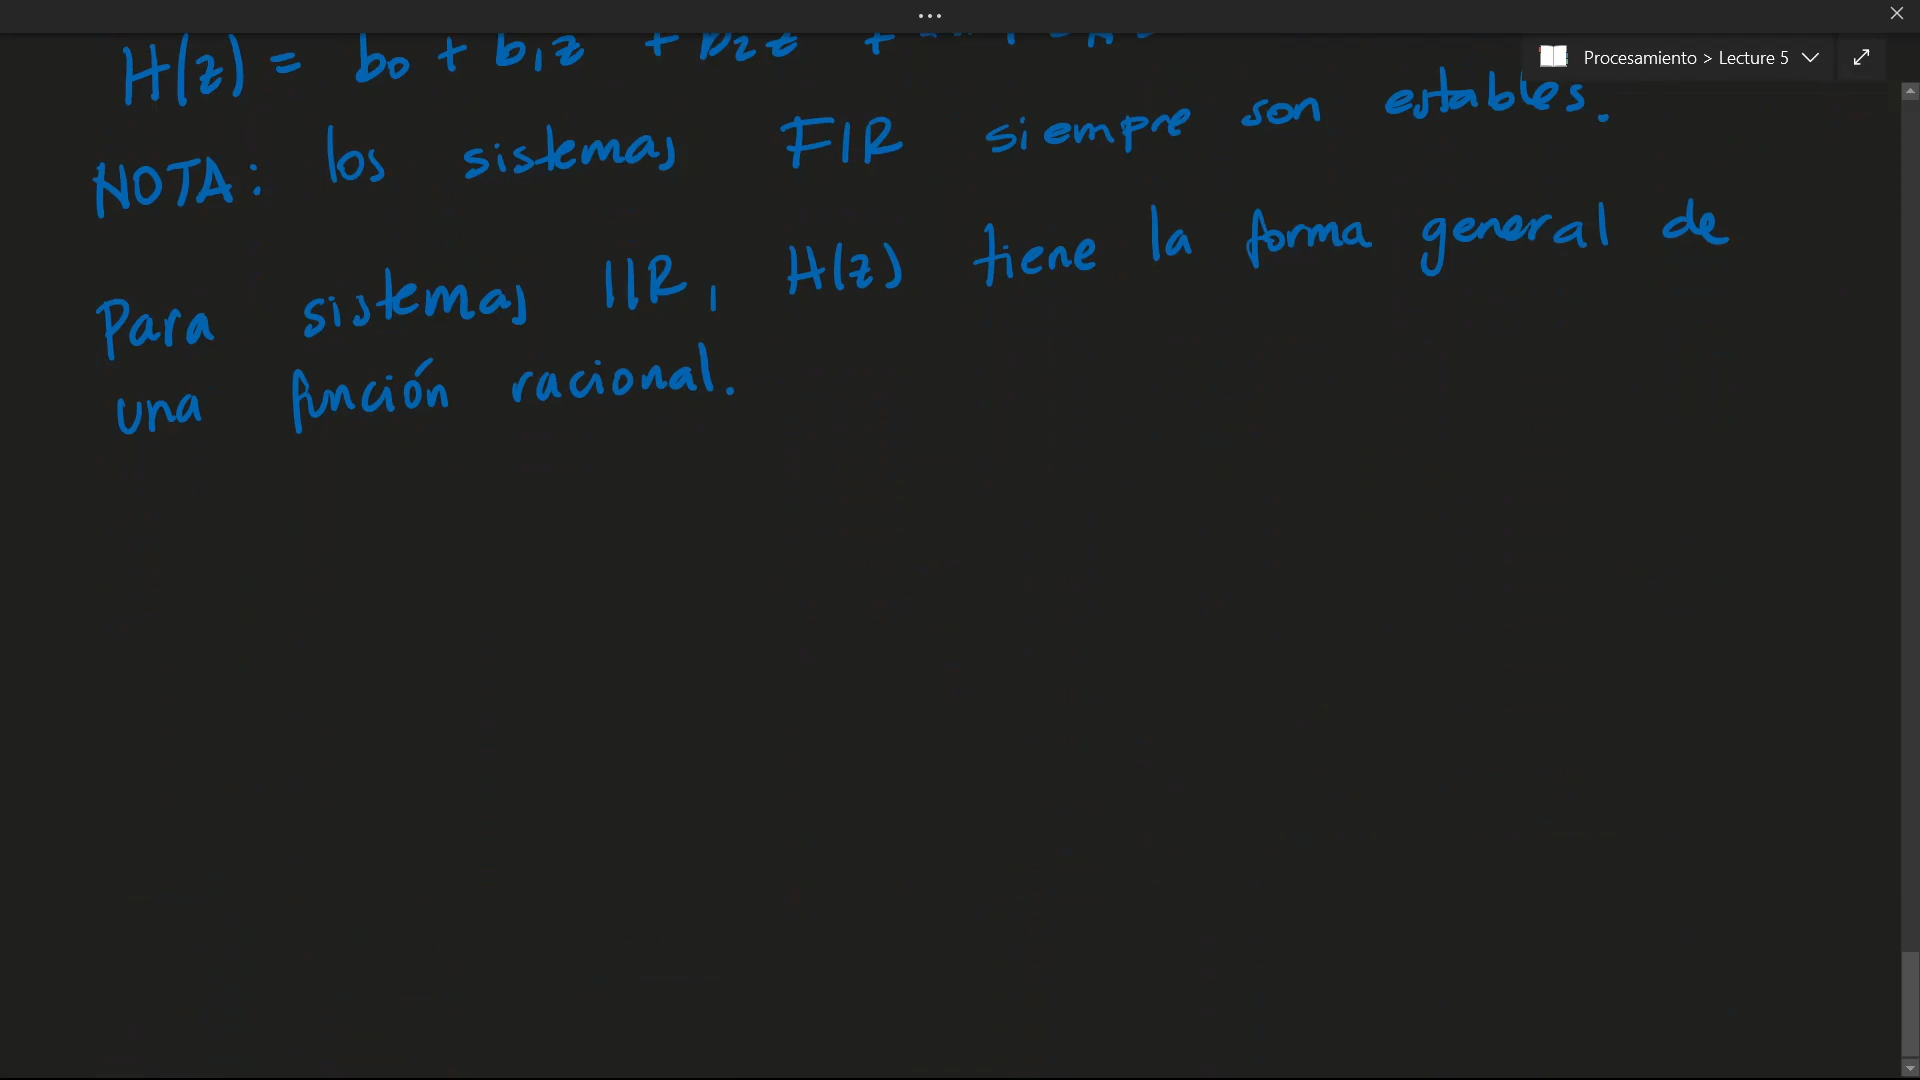 H(z) = b₀ + b₁z + b₂z +
Procesamiento > Lecture 5
NOTA: los sistemas FIR siempre son estables.
Para sistemas IIR, H(z) tiene la forma general de
una función racional.